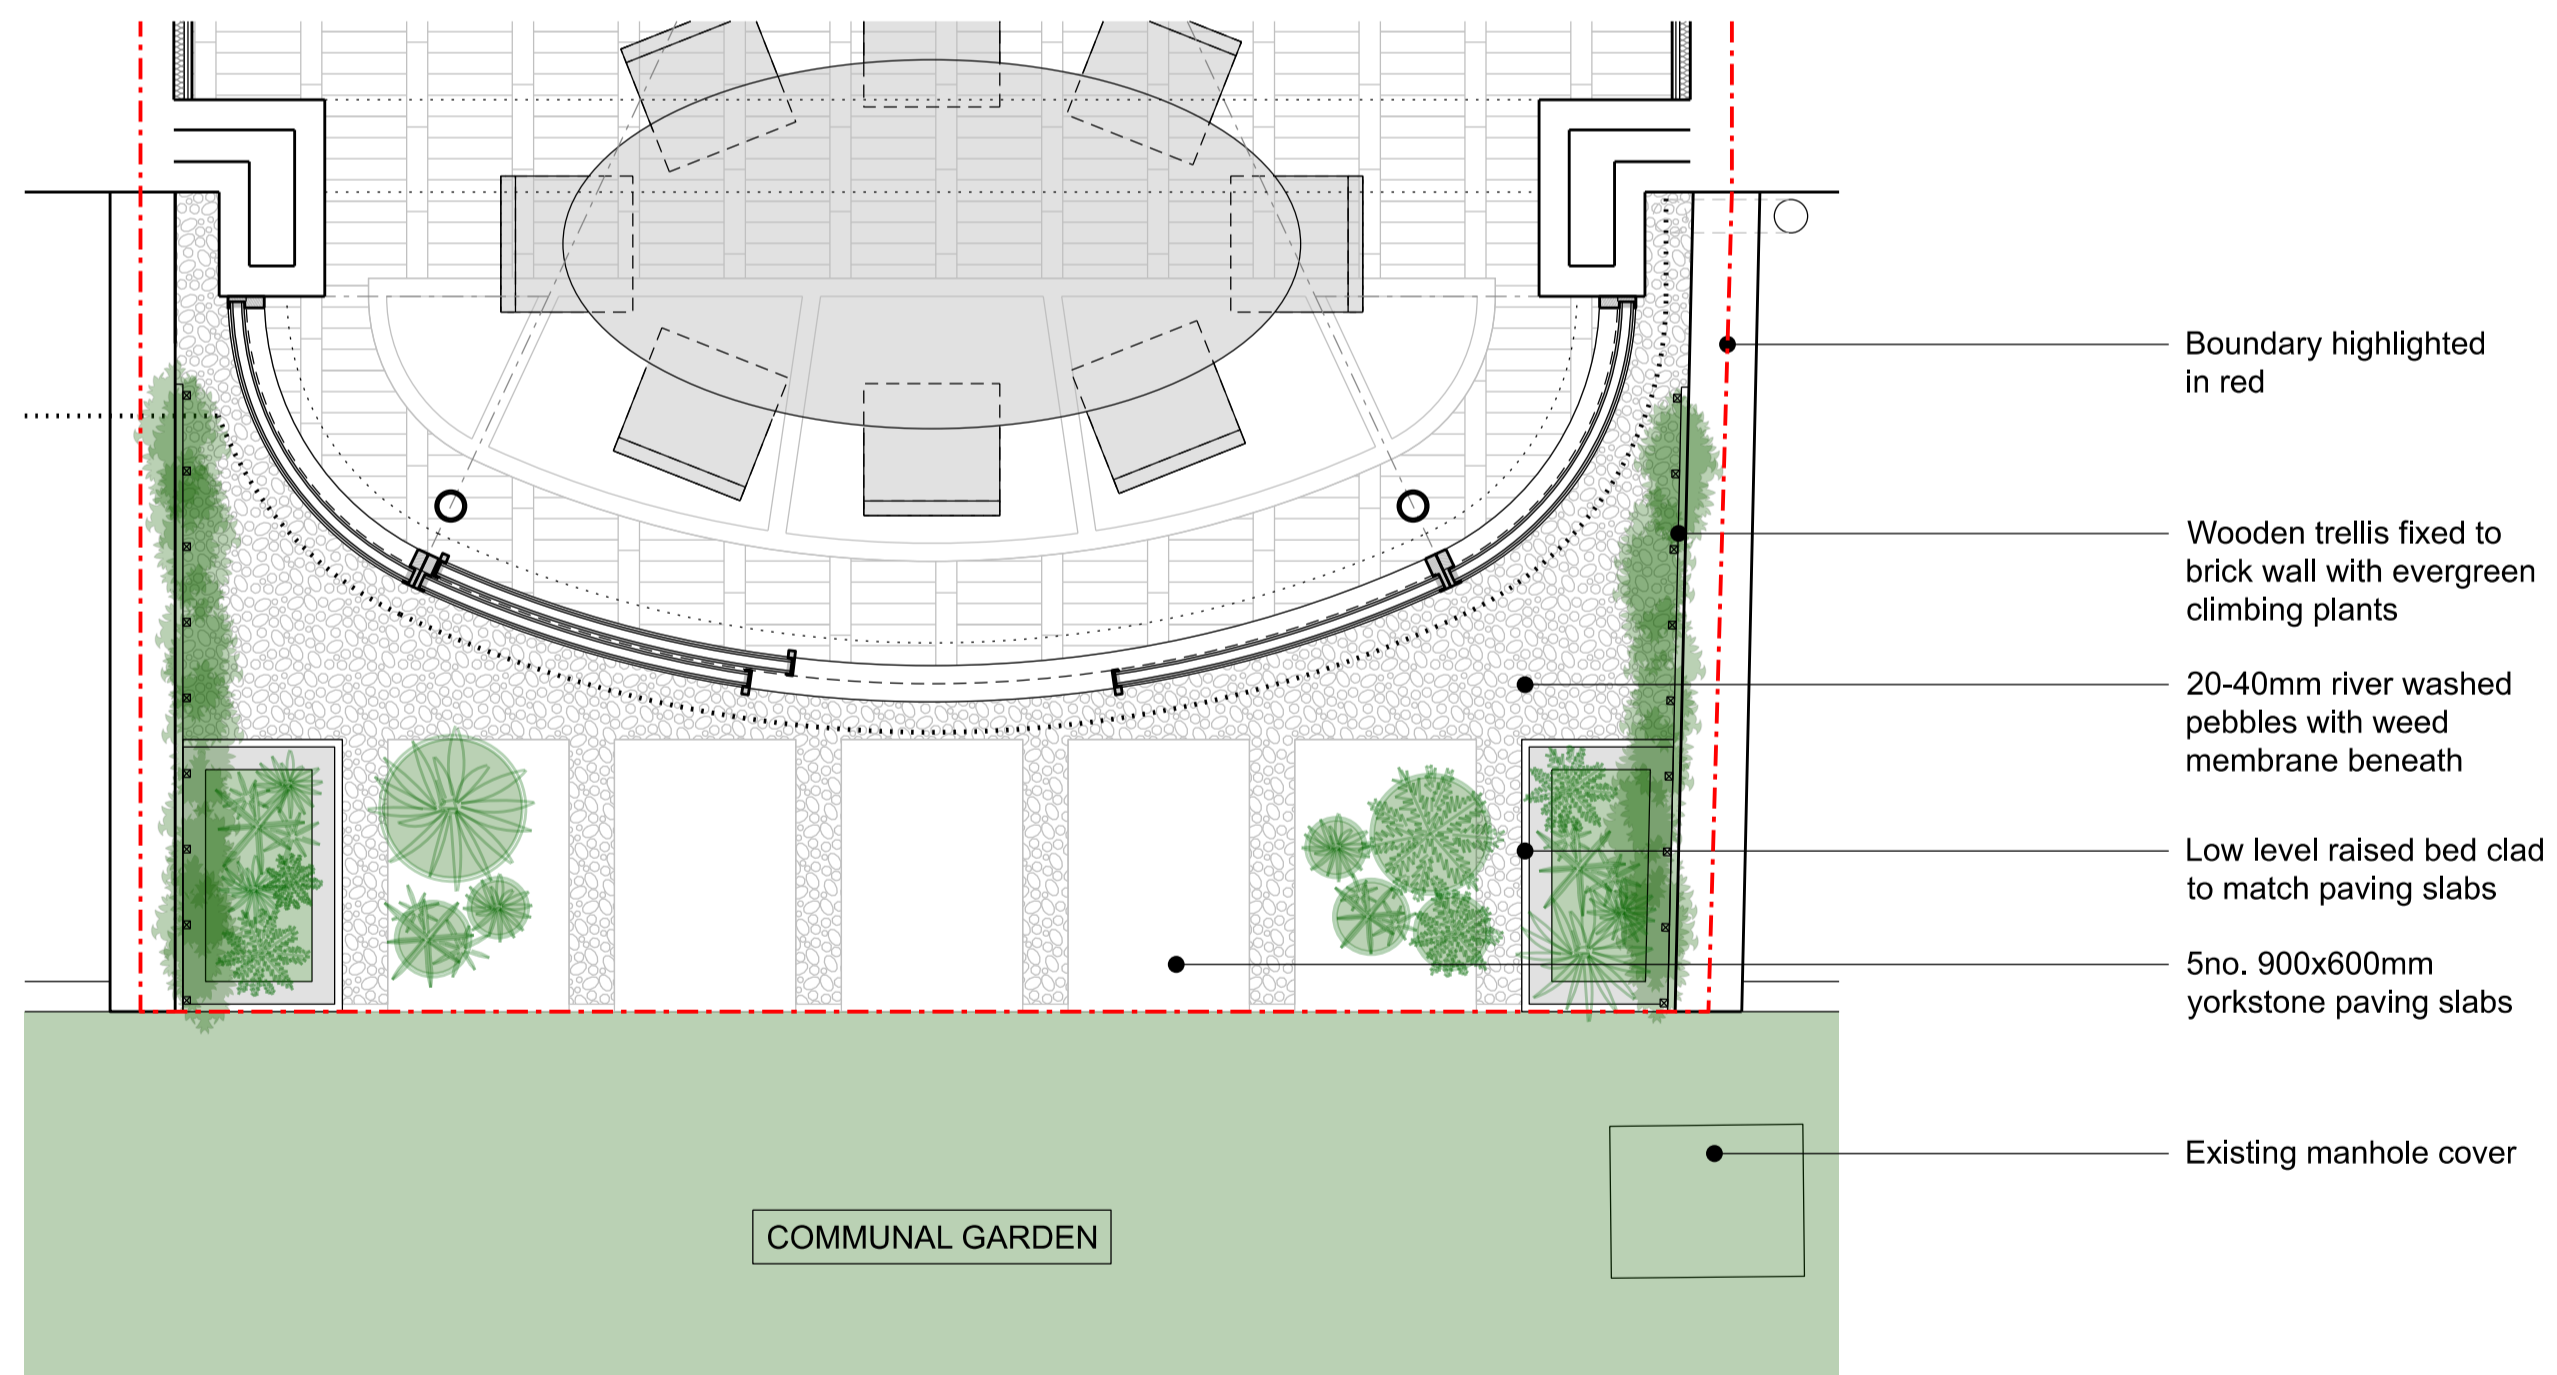 Boundary highlighted
in red
Wooden trellis fixed to
brick wall with evergreen
climbing plants
20-40mm river washed
pebbles with weed
membrane beneath
Low level raised bed clad
to match paving slabs
5no. 900x600mm
yorkstone paving slabs
Existing manhole cover
COMMUNAL GARDEN